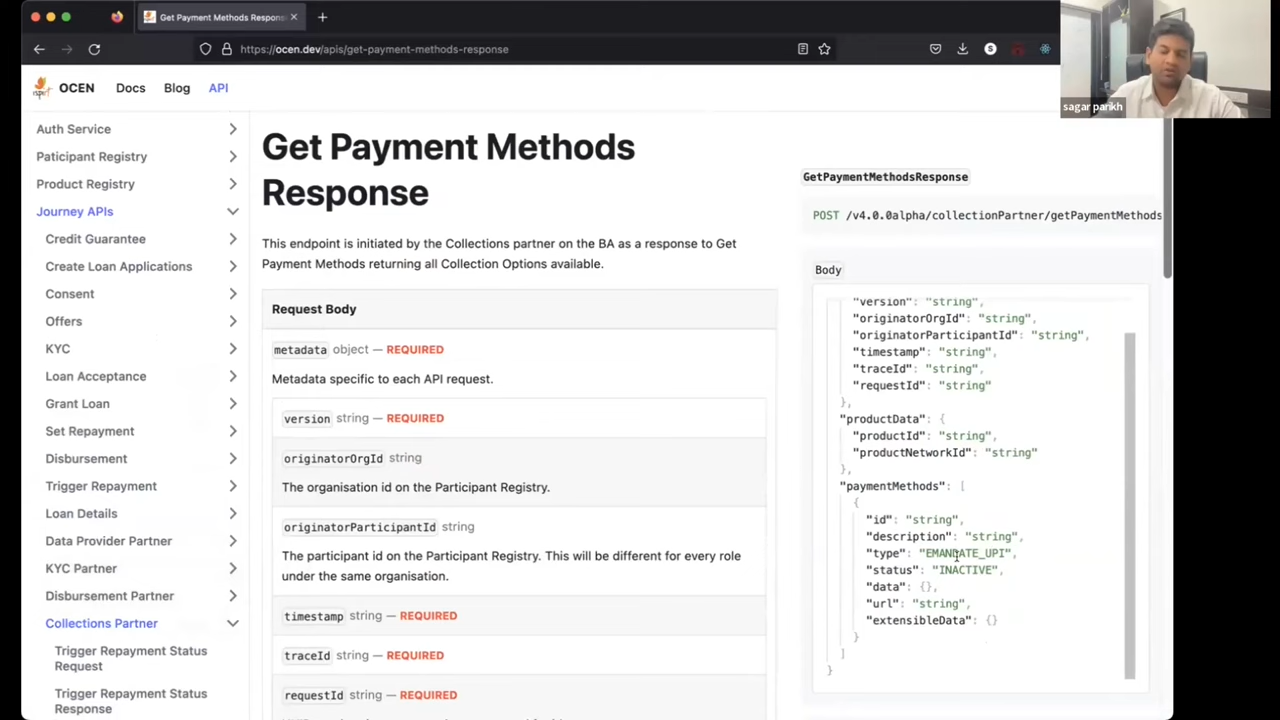 Get Payment Methods Respons
https://ocen.dev/apis/get-payment-methods-response
S
sagar parikh
OCEN
Docs
Blog
API
Auth Service
Paticipant Registry
Product Registry
Journey APIs
Credit Guarantee
Create Loan Applications
Consent
Offers
KYC
Loan Acceptance
Grant Loan
Set Repayment
Disbursement
Trigger Repayment
Loan Details
Data Provider Partner
KYC Partner
Disbursement Partner
Collections Partner
Trigger Repayment Status
Request
Trigger Repayment Status
Response
Get Payment Methods
Response
This endpoint is initiated by the Collections partner on the BA as a response to Get
Payment Methods returning all Collection Options available.
Request Body
metadata object — REQUIRED
Metadata specific to each API request.
version string — REQUIRED
originatorOrgId string
The organisation id on the Participant Registry.
originatorParticipantId string
The participant id on the Participant Registry. This will be different for every role
under the same organisation.
timestamp string — REQUIRED
traceId string — REQUIRED
requestId string — REQUIRED
GetPaymentMethodsResponse
POST /v4.0.0alpha/collectionPartner/getPaymentMethods
Body
"version": "string",
"originatorOrgId": "string",
"originatorParticipantId": "string",
"timestamp": "string",
"traceId": "string",
"requestId": "string"
},
"productData": {
"productId": "string",
"productNetworkId": "string"
},
"paymentMethods": [
{
"id": "string",
"description": "string",
"type": "EMANDATE_UPI",
"status": "INACTIVE",
"data": {},
"url": "string",
"extensibleData": {}
}
]
}